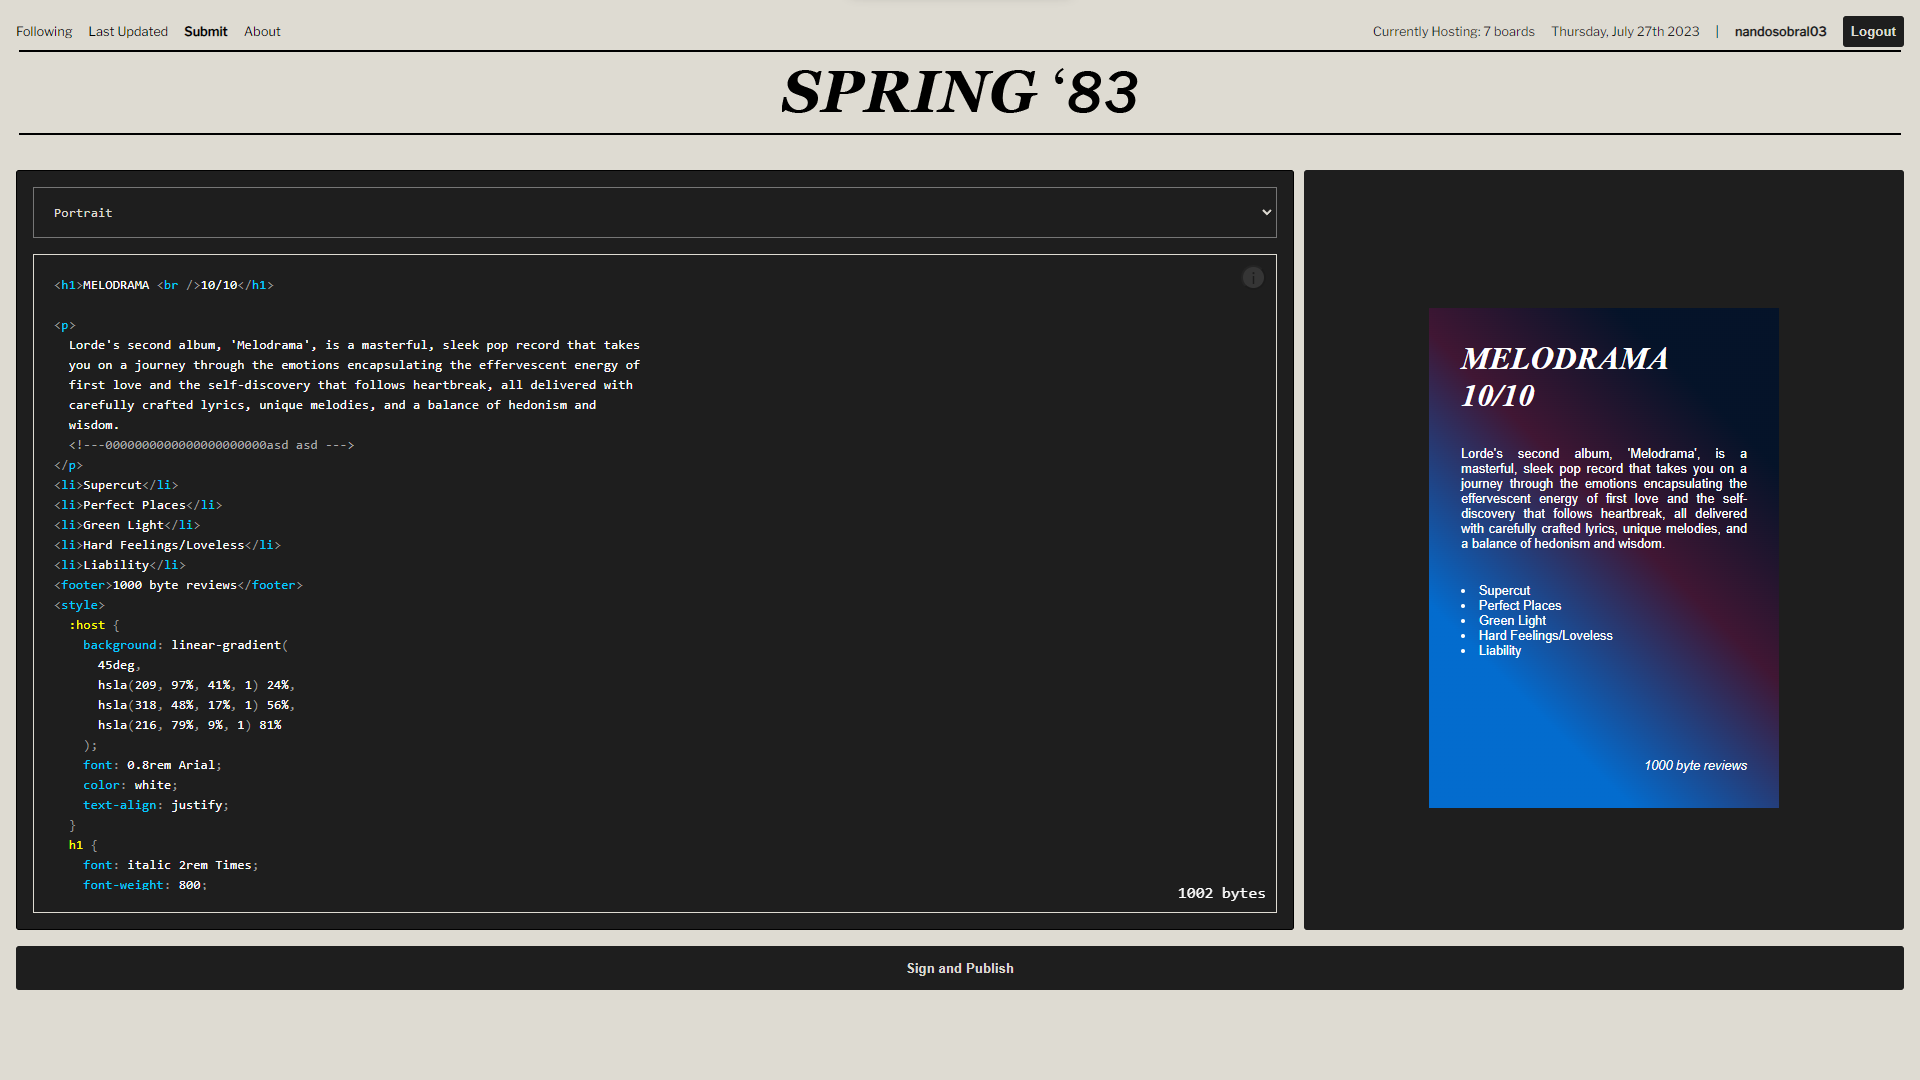 Following Last Updated Submit About Currently Hosting: 7 boards Thursday, July 27th 2023 | nandosobral03 Logout
SPRING ‘83
Portrait
<h1>MELODRAMA <br />10/10</h1>
<p>
Lorde's second album, 'Melodrama', is a masterful, sleek pop record that takes
you on a journey through the emotions encapsulating the effervescent energy of
first love and the self-discovery that follows heartbreak, all delivered with
carefully crafted lyrics, unique melodies, and a balance of hedonism and
wisdom.
<!---0000000000000000000000asd asd --->
</p>
<li>Supercut</li>
<li>Perfect Places</li>
<li>Green Light</li>
<li>Hard Feelings/Loveless</li>
<li>Liability</li>
<footer>1000 byte reviews</footer>
<style>
:host {
background: linear-gradient(
45deg,
hsla(209, 97%, 41%, 1) 24%,
hsla(318, 48%, 17%, 1) 56%,
hsla(216, 79%, 9%, 1) 81%
);
font: 0.8rem Arial;
color: white;
text-align: justify;
}
h1 {
font: italic 2rem Times;
font-weight: 800;
1002 bytes
MELODRAMA
10/10
Lorde's second album, 'Melodrama', is a
masterful, sleek pop record that takes you on a
journey through the emotions encapsulating the
effervescent energy of first love and the self-
discovery that follows heartbreak, all delivered
with carefully crafted lyrics, unique melodies, and
a balance of hedonism and wisdom.
• Supercut
• Perfect Places
• Green Light
• Hard Feelings/Loveless
• Liability
1000 byte reviews
Sign and Publish